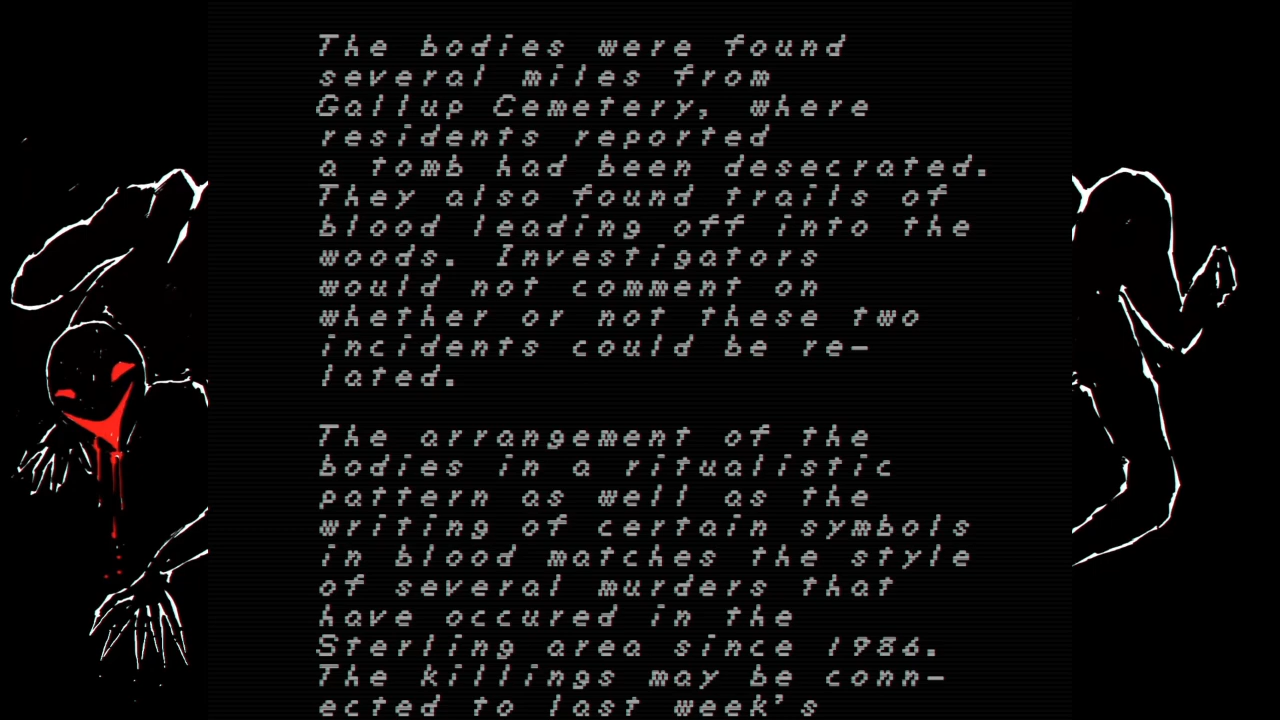 The bodies were found
several miles from
Gallup Cemetery, where
residents reported
a tomb had been desecrated.
They also found trails of
blood leading off into the
woods. Investigators
would not comment on
whether or not these two
incidents could be re-
lated.
The arrangement of the
bodies in a ritualistic
pattern as well as the
writing of certain symbols
in blood matches the style
of several murders that
have occured in the
Sterling area since 1986.
The killings may be conn-
ected to last week's